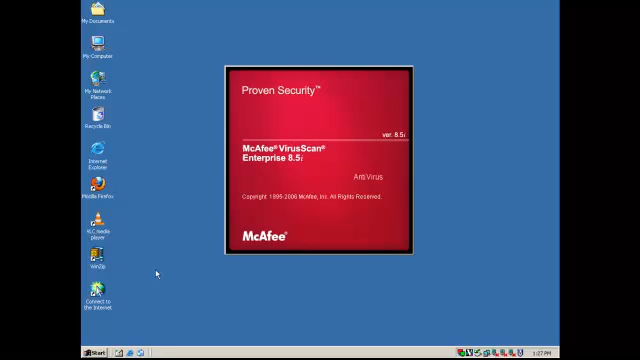 My Documents
My Computer
My Network
Places
Recycle Bin
Internet
Explorer
Mozilla Firefox
VLC media
player
WinZip
Connect to
the Internet
Proven Security™
ver. 8.5i
McAfee® VirusScan®
Enterprise 8.5i
AntiVirus
Copyright 1995-2006 McAfee, Inc. All Rights Reserved.
McAfee®
Start
1:27 PM